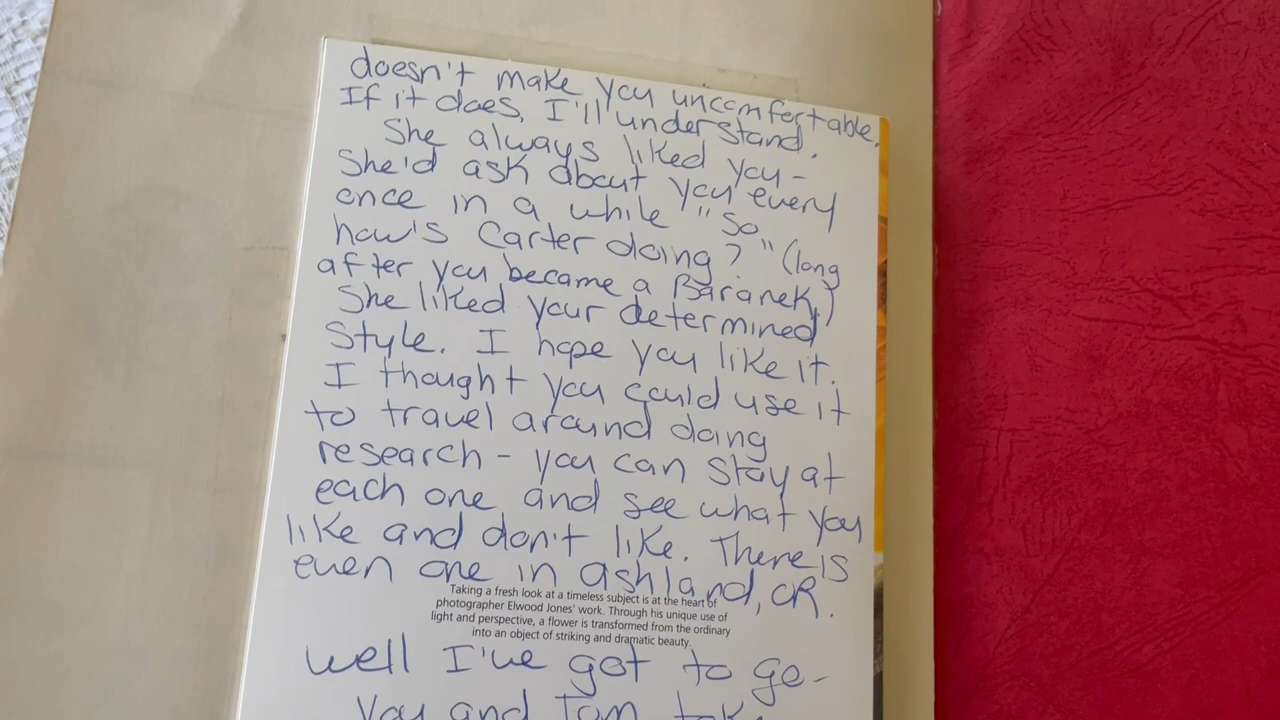 doesn't make you uncomfortable.
If it does, I'll understand.
She always liked you -
She'd ask about you every
once in a while "So
how's Carter doing?" (long
after you became a Baranek)
She liked your determined
Style. I hope you like it.
I thought you could use it
to travel around doing
research - you can stay at
each one and see what you
like and don't like. There is
even one in ashland, OR.
Taking a fresh look at a timeless subject is at the heart of
photographer Elwood Jones' work. Through his unique use of
light and perspective, a flower is transformed from the ordinary
into an object of striking and dramatic beauty.
well I've got to go-
You and Tom